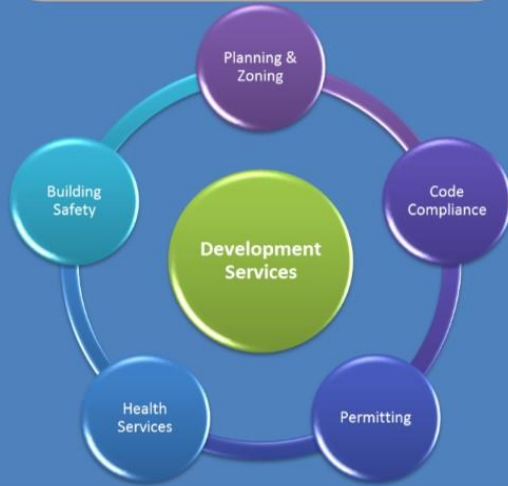 Planning &
Zoning
Code
Compliance
Permitting
Health
Services
Building
Safety
Development
Services